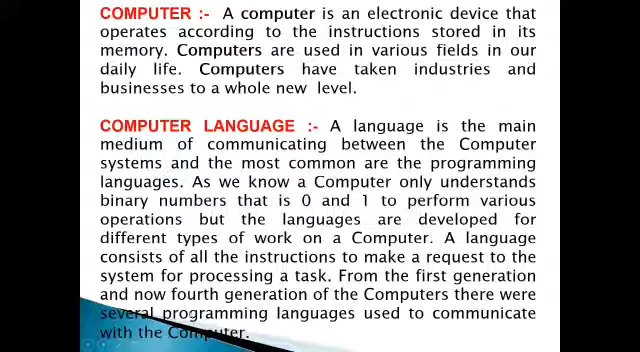 COMPUTER :- A computer is an electronic device that
operates according to the instructions stored in its
memory. Computers are used in various fields in our
daily life. Computers have taken industries and
businesses to a whole new level.
COMPUTER LANGUAGE :- A language is the main
medium of communicating between the Computer
systems and the most common are the programming
languages. As we know a Computer only understands
binary numbers that is 0 and 1 to perform various
operations but the languages are developed for
different types of work on a Computer. A language
consists of all the instructions to make a request to the
system for processing a task. From the first generation
and now fourth generation of the Computers there were
several programming languages used to communicate
with the Computer.